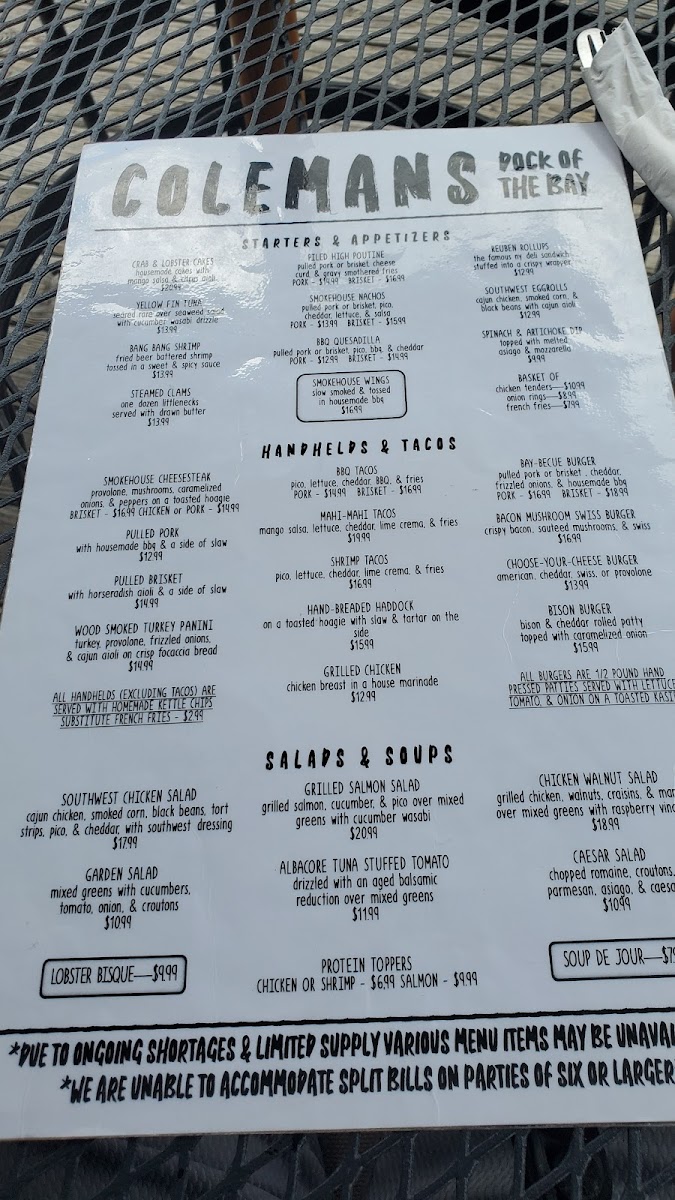 COLEMANS
DOCK OF
THE BAY
STARTERS & APPETIZERS
CRAB & LOBSTER CAKES
housemade cakes with
mango salsa & citrus aioli
$20.99
YELLOW FIN TUNA
seared rare over seaweed salad
with cucumber wasabi drizzle
$13.99
BANG BANG SHRIMP
fried beer battered shrimp
tossed in a sweet & spicy sauce
$13.99
STEAMED CLAMS
one dozen littlenecks
served with drawn butter
$13.99
PILED HIGH POUTINE
pulled pork or brisket, cheese
curd, & gravy smothered fries
PORK - $14.99 BRISKET - $16.99
SMOKEHOUSE NACHOS
pulled pork or brisket, pico,
cheddar, lettuce, & salsa
PORK - $13.99 BRISKET - $15.99
BBQ QUESADILLA
pulled pork or brisket, pico, bbq, & cheddar
PORK - $12.99 BRISKET - $14.99
SMOKEHOUSE WINGS
slow smoked & tossed
in housemade bbq
$16.99
REUBEN ROLLUPS
the famous ny deli sandwich
stuffed into a crispy wrapper
$12.99
SOUTHWEST EGGROLLS
cajun chicken, smoked corn, &
black beans with cajun aioli
$12.99
SPINACH & ARTICHOKE DIP
topped with melted
asiago & mozzarella
$9.99
BASKET OF
chicken tenders—$10.99
onion rings—$8.99
french fries—$7.99
HANDHELDS & TACOS
SMOKEHOUSE CHEESESTEAK
provolone, mushrooms, caramelized
onions, & peppers on a toasted hoagie
BRISKET - $16.99 CHICKEN or PORK - $14.99
PULLED PORK
with housemade bbq & a side of slaw
$12.99
PULLED BRISKET
with horseradish aioli & a side of slaw
$14.99
WOOD SMOKED TURKEY PANINI
turkey, provolone, frizzled onions,
& cajun aioli on crisp focaccia bread
$14.99
ALL HANDHELDS (EXCLUDING TACOS) ARE
SERVED WITH HOMEMADE KETTLE CHIPS
SUBSTITUTE FRENCH FRIES - $2.99
BBQ TACOS
pico, lettuce, cheddar, BBQ, & fries
PORK - $14.99 BRISKET - $16.99
MAHI-MAHI TACOS
mango salsa, lettuce, cheddar, lime crema, & fries
$19.99
SHRIMP TACOS
pico, lettuce, cheddar, lime crema, & fries
$16.99
HAND-BREADED HADDOCK
on a toasted hoagie with slaw & tartar on the
side
$15.99
GRILLED CHICKEN
chicken breast in a house marinade
$12.99
BAY-BECUE BURGER
pulled pork or brisket, cheddar,
frizzled onions, & housemade bbq
PORK - $16.99 BRISKET - $18.99
BACON MUSHROOM SWISS BURGER
crispy bacon, sauteed mushrooms, & swiss
$16.99
CHOOSE-YOUR-CHEESE BURGER
american, cheddar, swiss, or provolone
$13.99
BISON BURGER
bison & cheddar rolled patty
topped with caramelized onion
$15.99
ALL BURGERS ARE 1/2 POUND HAND
PRESSED PATTIES SERVED WITH LETTUCE
TOMATO, & ONION ON A TOASTED KAS
SALADS & SOUPS
SOUTHWEST CHICKEN SALAD
cajun chicken, smoked corn, black beans, tort
strips, pico, & cheddar, with southwest dressing
$17.99
GARDEN SALAD
mixed greens with cucumbers,
tomato, onion, & croutons
$10.99
LOBSTER BISQUE—$9.99
GRILLED SALMON SALAD
grilled salmon, cucumber, & pico over mixed
greens with cucumber wasabi
$20.99
ALBACORE TUNA STUFFED TOMATO
drizzled with an aged balsamic
reduction over mixed greens
$11.99
PROTEIN TOPPERS
CHICKEN OR SHRIMP - $6.99 SALMON - $9.99
CHICKEN WALNUT SALAD
grilled chicken, walnuts, craisins, & man
over mixed greens with raspberry vin
$18.99
CAESAR SALAD
chopped romaine, croutons,
parmesan, asiago, & caesa
$10.99
SOUP DE JOUR—$7.9
*DUE TO ONGOING SHORTAGES & LIMITED SUPPLY VARIOUS MENU ITEMS MAY BE UNAVAI
*WE ARE UNABLE TO ACCOMMODATE SPLIT BILLS ON PARTIES OF SIX OR LARGER